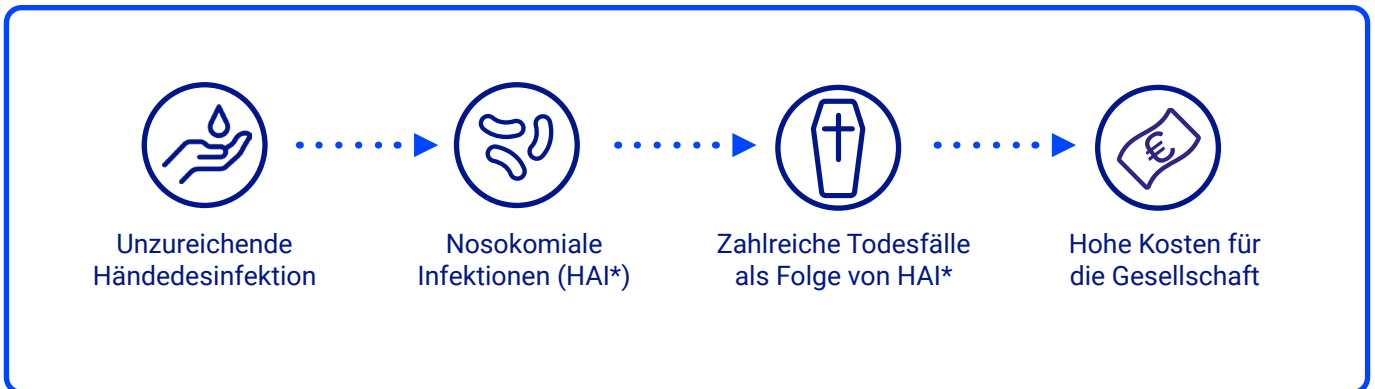 Unzureichende
Händedesinfektion
Nosokomiale
Infektionen (HAI*)
Zahlreiche Todesfälle
als Folge von HAI*
Hohe Kosten für
die Gesellschaft
€